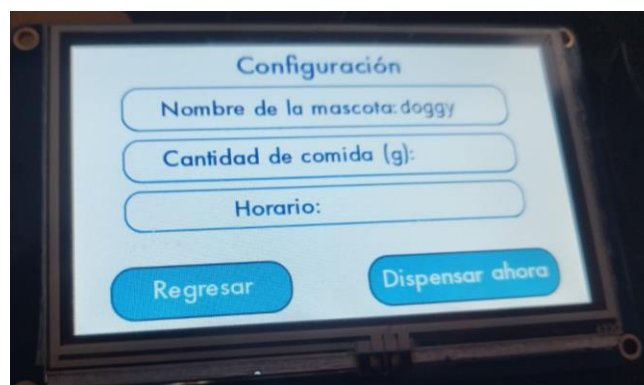 Configuración
Nombre de la mascota: doggy
Cantidad de comida (g):
Horario:
Regresar
Dispensar ahora